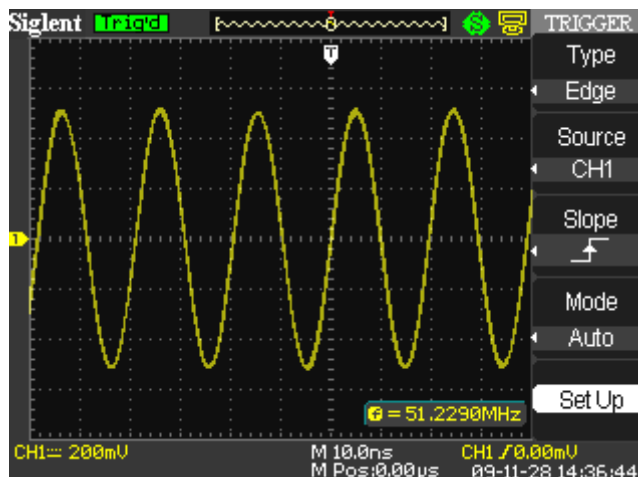 Siglent Trig'd TRIGGER
T
Type
Edge
Source
CH1
Slope
Mode
Auto
Set Up
1
f = 51.2290MHz
CH1 200mV M 10.0ns CH1 0.00mV
M Pos:0.00us 09-11-28 14:36:44